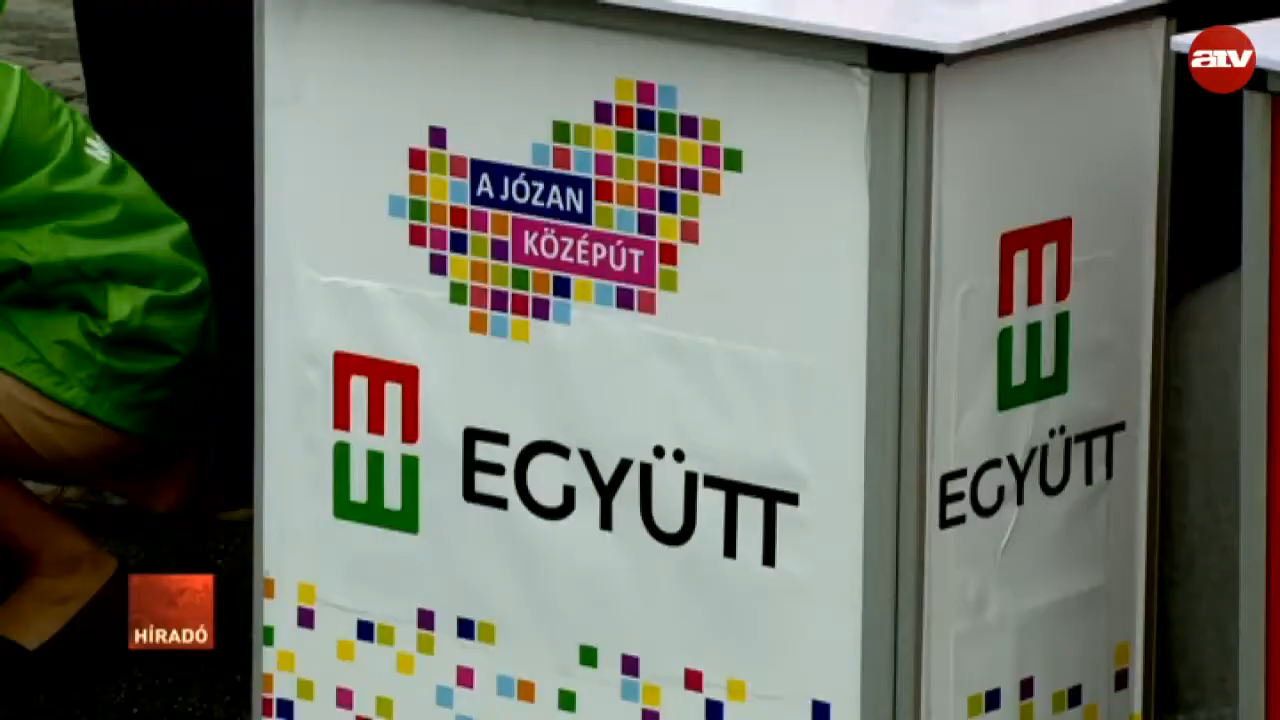 atv
A JÓZAN
KÖZÉPÚT
EGYÜTT
EGYÜTT
HÍRADÓ